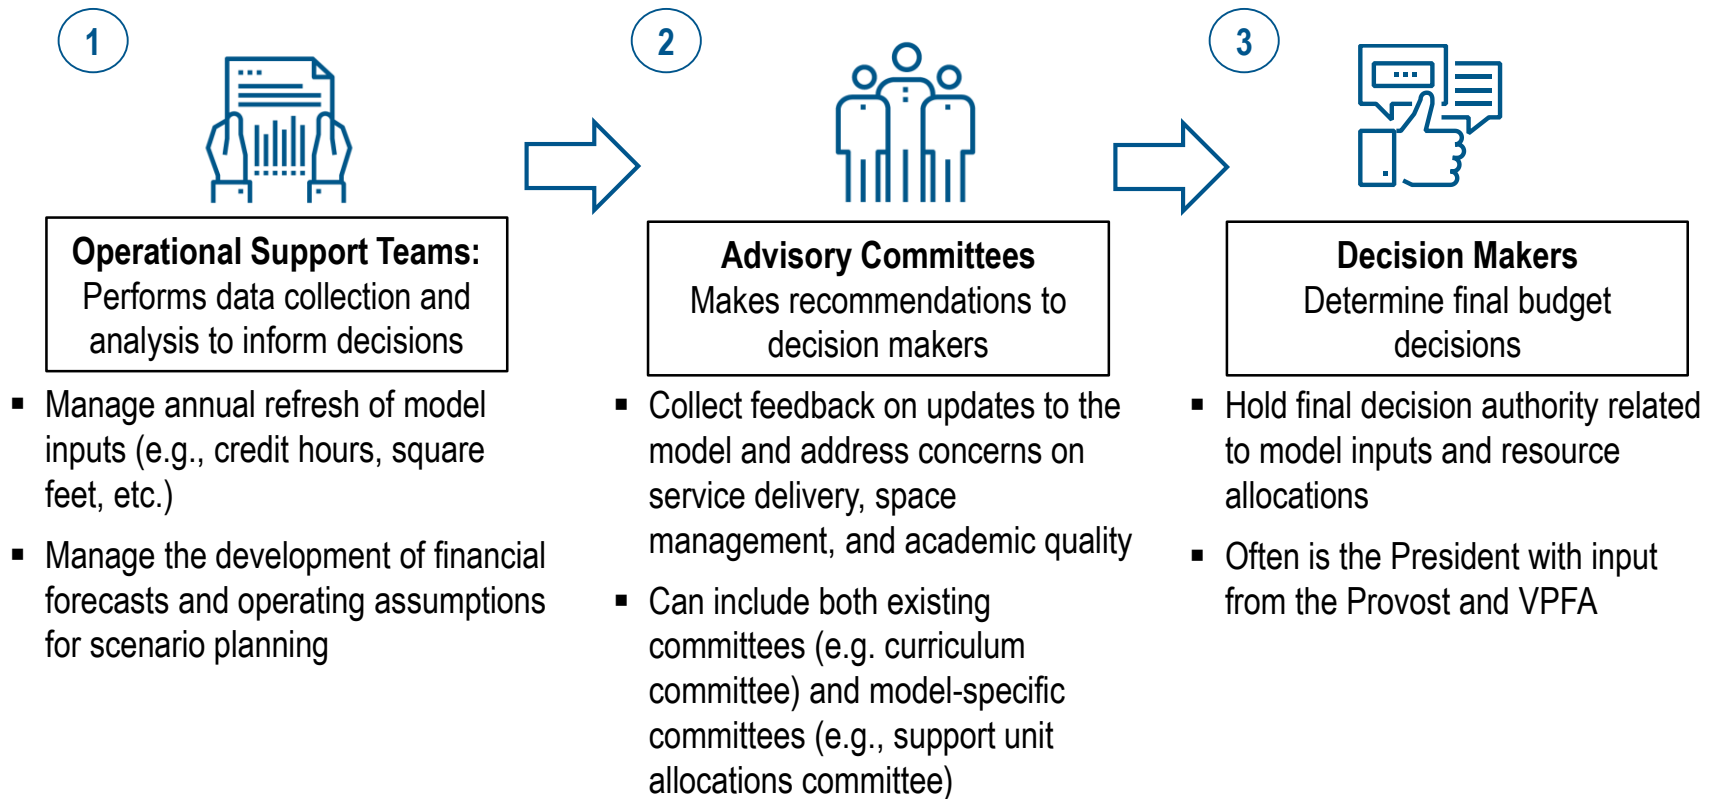 1
Operational Support Teams:
Performs data collection and
analysis to inform decisions
▪ Manage annual refresh of model
inputs (e.g., credit hours, square
feet, etc.)
▪ Manage the development of financial
forecasts and operating assumptions
for scenario planning
2
Advisory Committees
Makes recommendations to
decision makers
▪ Collect feedback on updates to the
model and address concerns on
service delivery, space
management, and academic quality
▪ Can include both existing
committees (e.g. curriculum
committee) and model-specific
committees (e.g., support unit
allocations committee)
3
Decision Makers
Determine final budget
decisions
▪ Hold final decision authority related
to model inputs and resource
allocations
▪ Often is the President with input
from the Provost and VPFA